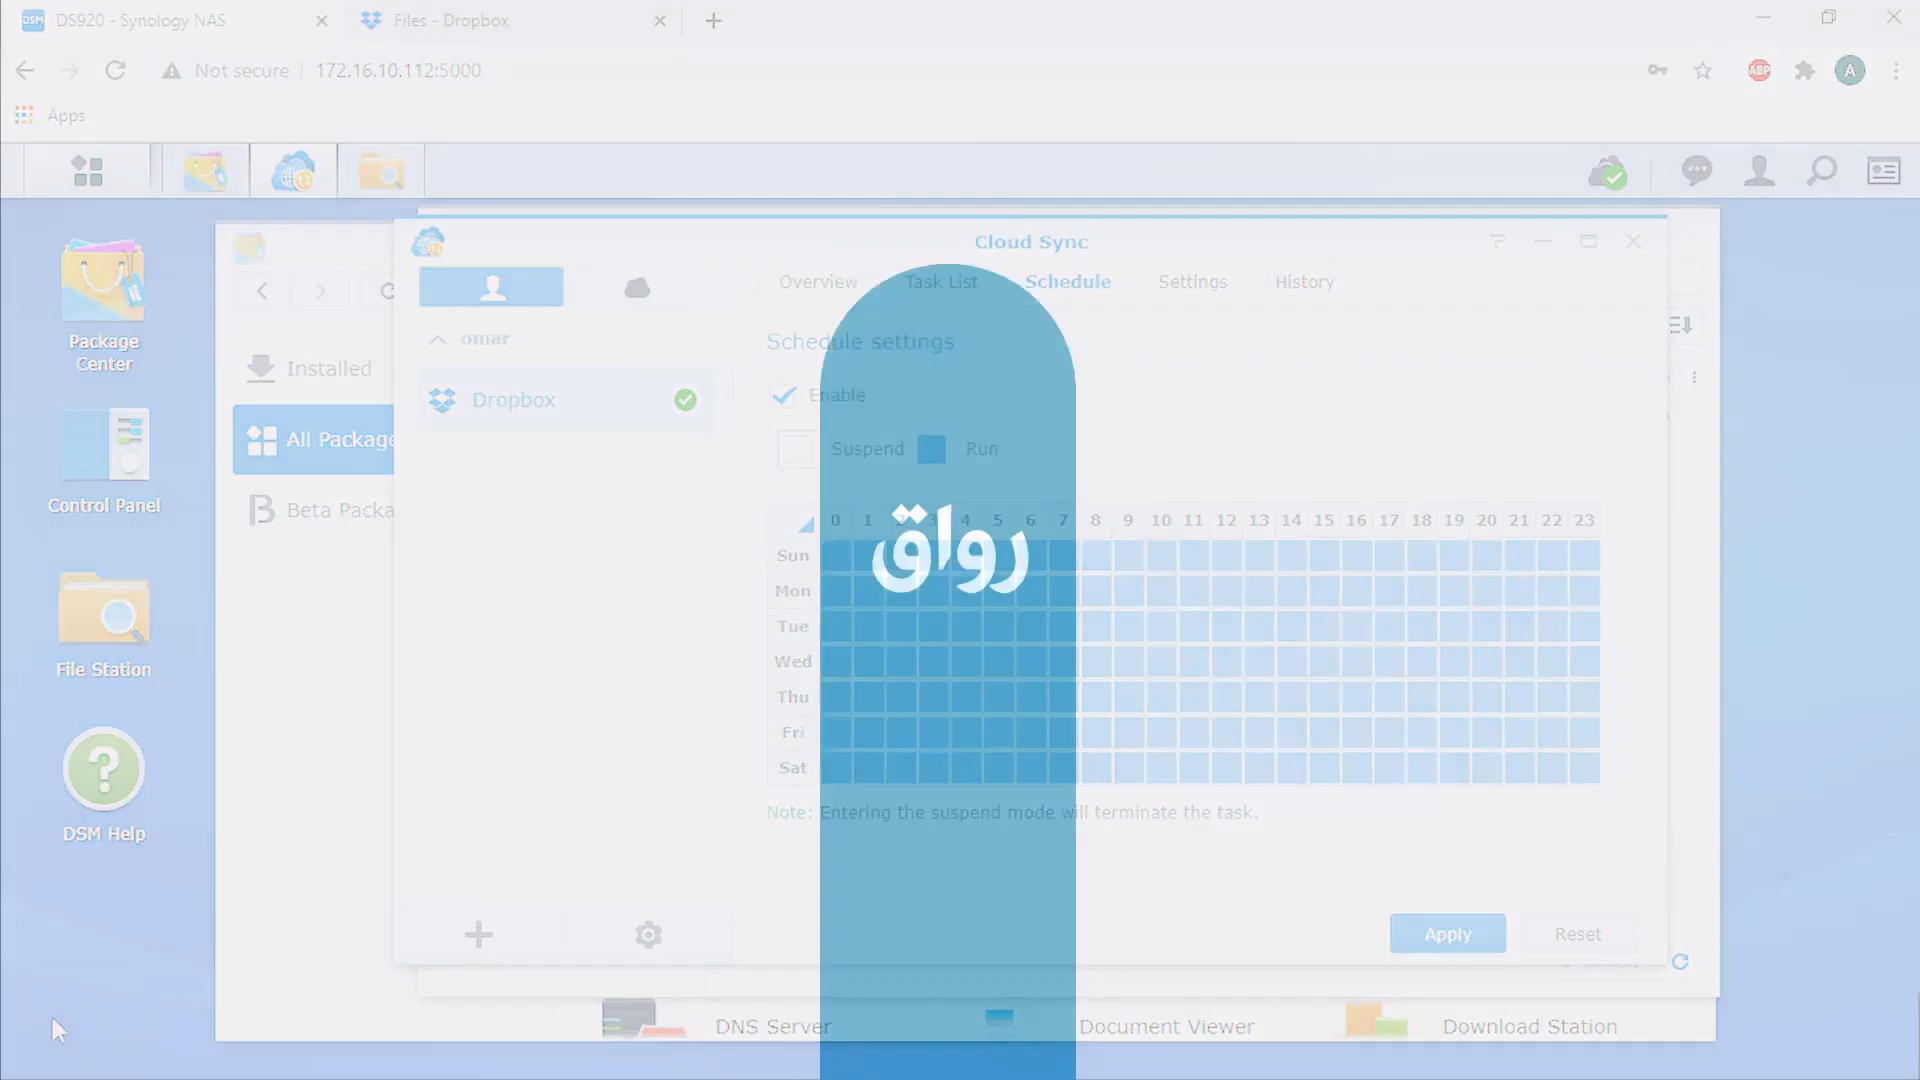 DS920 - Synology NAS
Files - Dropbox
Not secure
172.16.10.112:5000
ABP
A
Apps
Cloud Sync
Overview
Task List
Schedule
Settings
History
Package
Center
omar
Schedule settings
Installed
Enable
Dropbox
All Package
Suspend
Run
Control Panel
Beta Packa
رواق
0 1 2 3 4 5 6 7 8 9 10 11 12 13 14 15 16 17 18 19 20 21 22 23
Sun
Mon
Tue
Wed
Thu
Fri
Sat
File Station
Note: Entering the suspend mode will terminate the task.
DSM Help
Apply
Reset
DNS Server
Document Viewer
Download Station